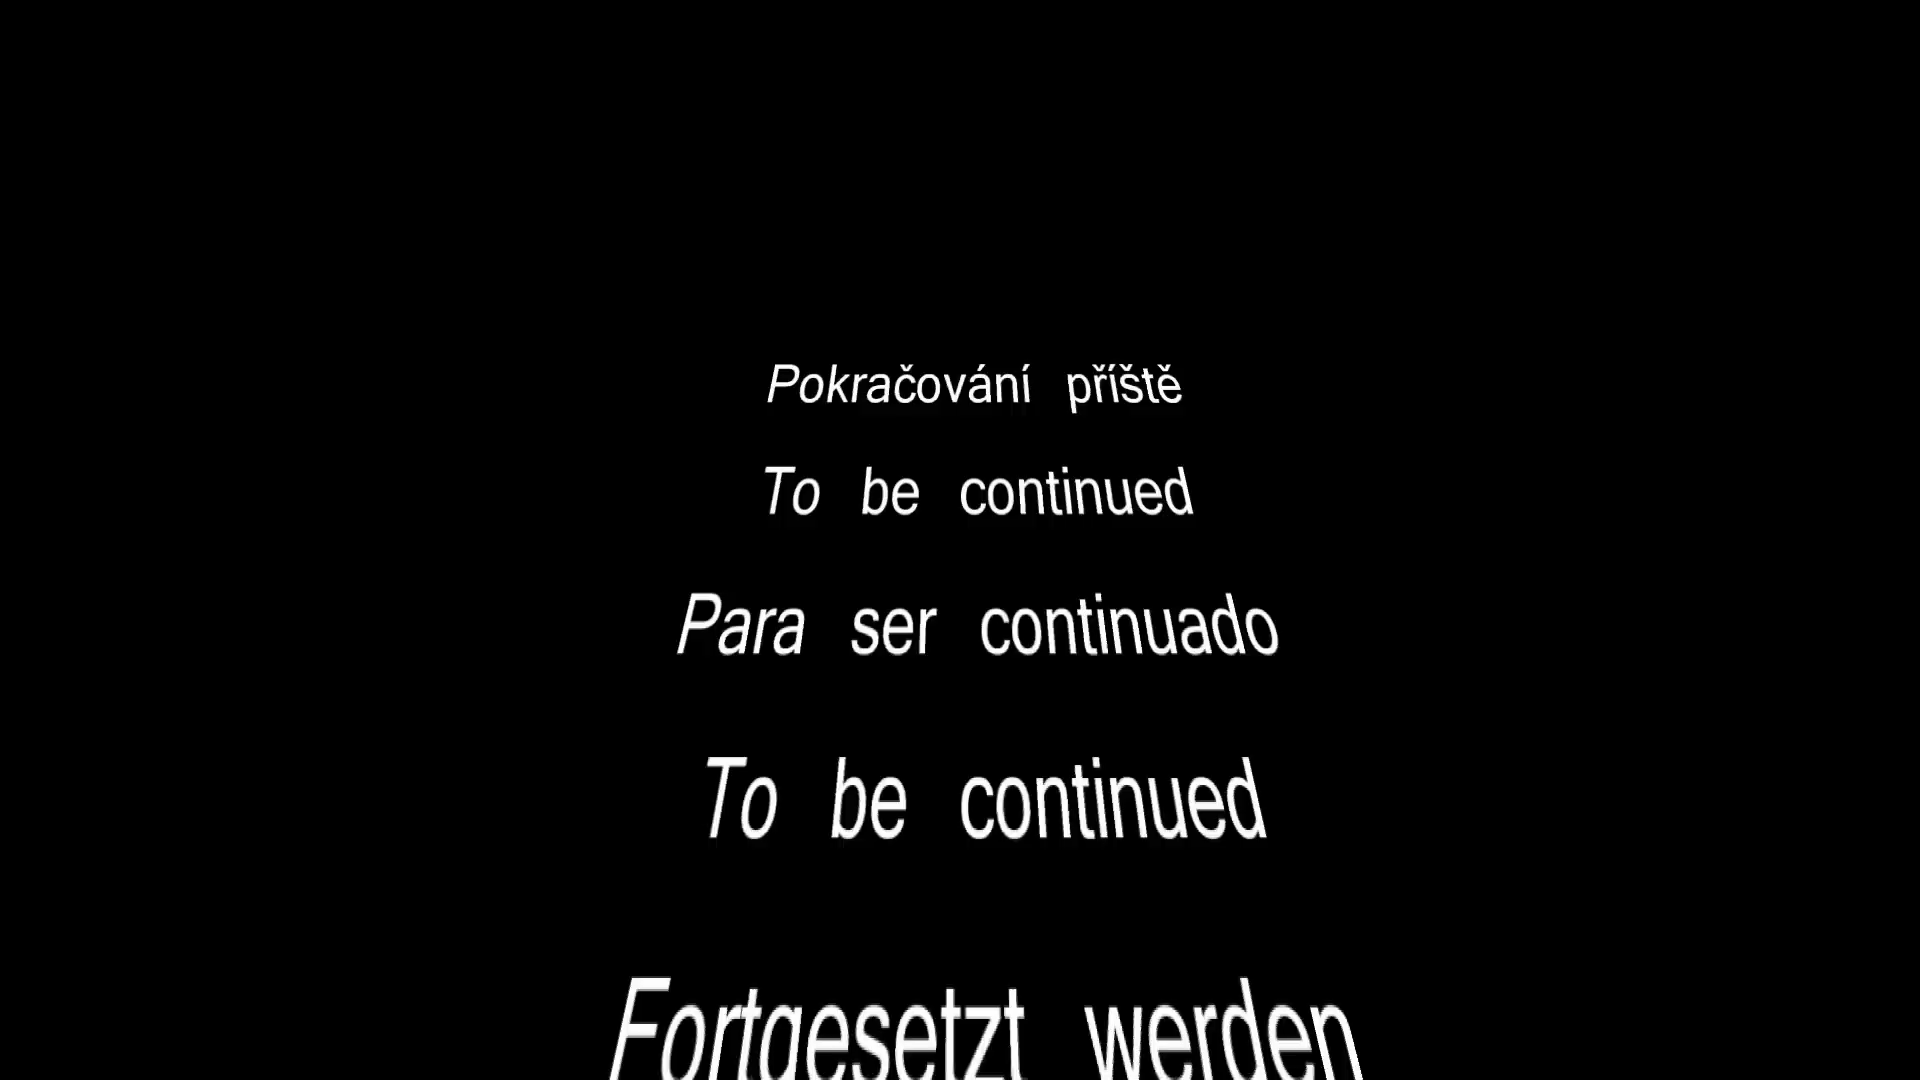 Pokračování příště
To be continued
Para ser continuado
To be continued
Fortgesetzt werden